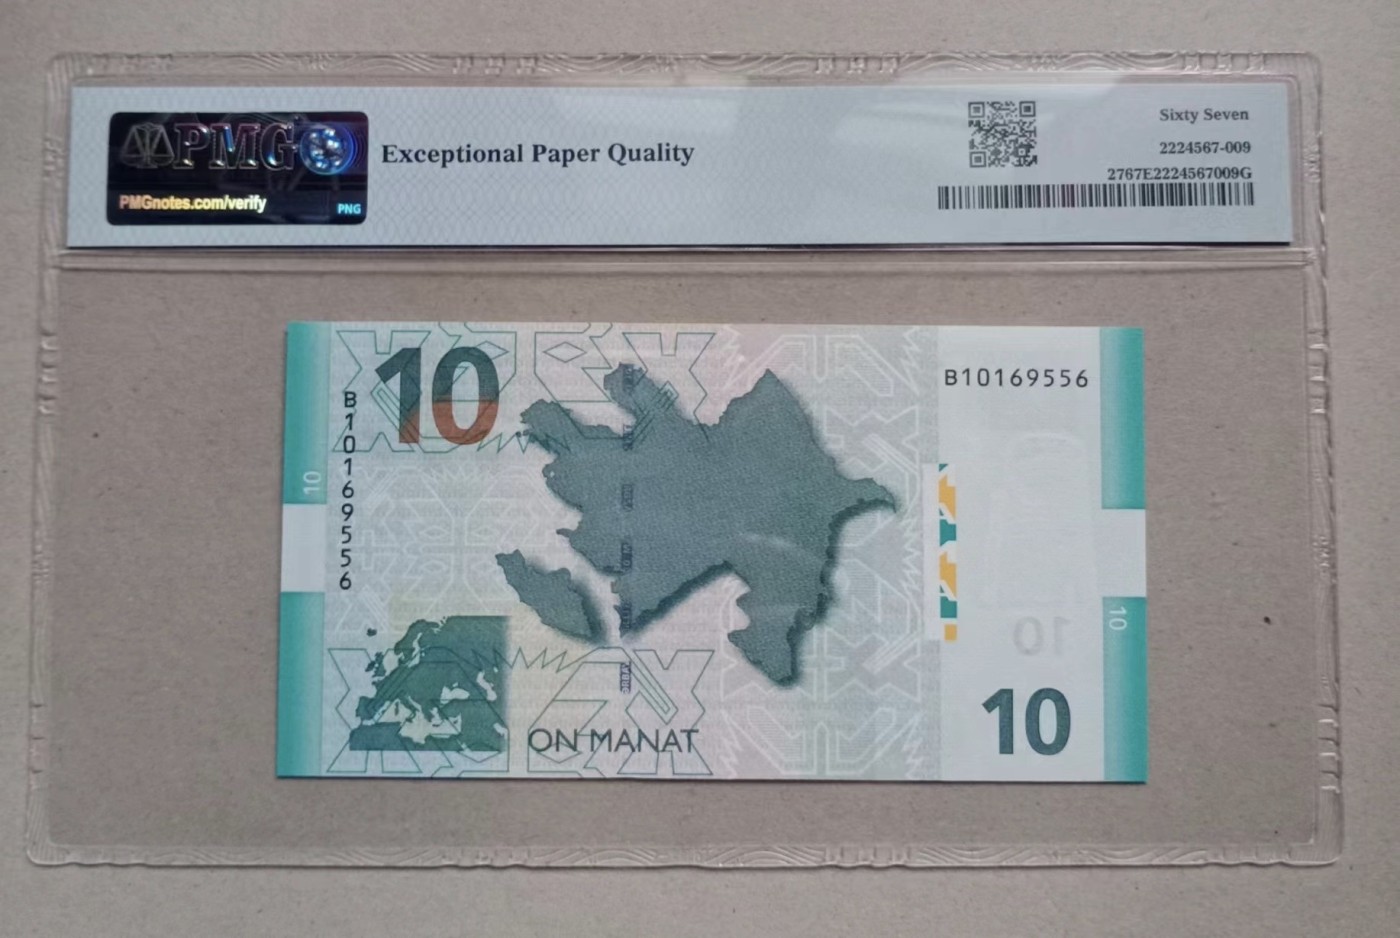 PMG
PMGnotes.com/verify
PNG
Exceptional Paper Quality
Sixty Seven
2224567-009
2767E2224567009G
10
B10169556
B10169556
10
10
10
10
ON MANAT